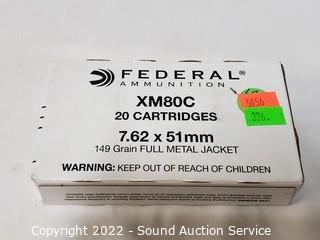 FEDERAL®
AMMUNITION
XM80C
20 CARTRIDGES
7.62 x 51mm
149 Grain FULL METAL JACKET
WARNING: KEEP OUT OF REACH OF CHILDREN
5056
326
Copyright 2022 - Sound Auction Service